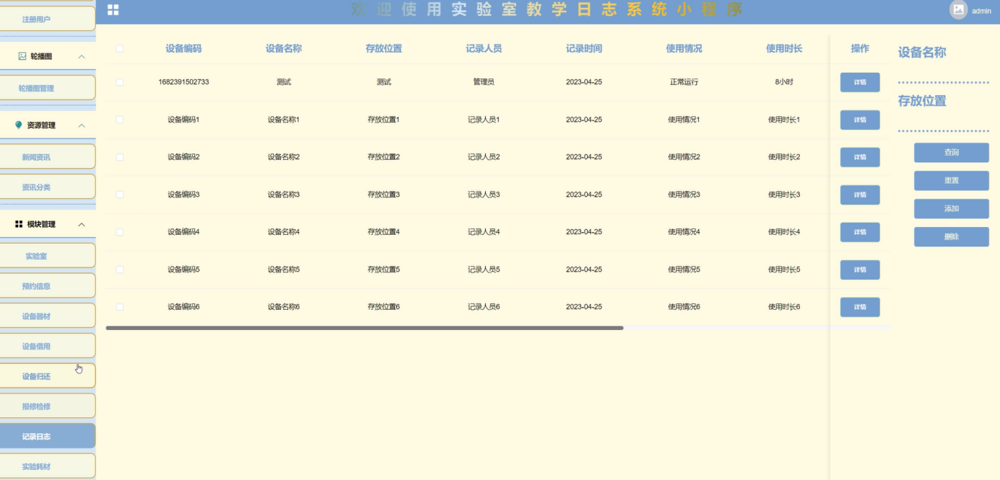 欢迎使用实验室教学日志系统小程序
admin
注册用户
轮播图
轮播图管理
资源管理
新闻资讯
资讯分类
模块管理
实验室
预约信息
设备器材
设备借用
设备归还
报修检修
记录日志
实验耗材
设备编码 设备名称 存放位置 记录人员 记录时间 使用情况 使用时长 操作
1682391502733 测试 测试 管理员 2023-04-25 正常运行 8小时 详情
设备编码1 设备名称1 存放位置1 记录人员1 2023-04-25 使用情况1 使用时长1 详情
设备编码2 设备名称2 存放位置2 记录人员2 2023-04-25 使用情况2 使用时长2 详情
设备编码3 设备名称3 存放位置3 记录人员3 2023-04-25 使用情况3 使用时长3 详情
设备编码4 设备名称4 存放位置4 记录人员4 2023-04-25 使用情况4 使用时长4 详情
设备编码5 设备名称5 存放位置5 记录人员5 2023-04-25 使用情况5 使用时长5 详情
设备编码6 设备名称6 存放位置6 记录人员6 2023-04-25 使用情况6 使用时长6 详情
设备名称
存放位置
查询
重置
添加
删除